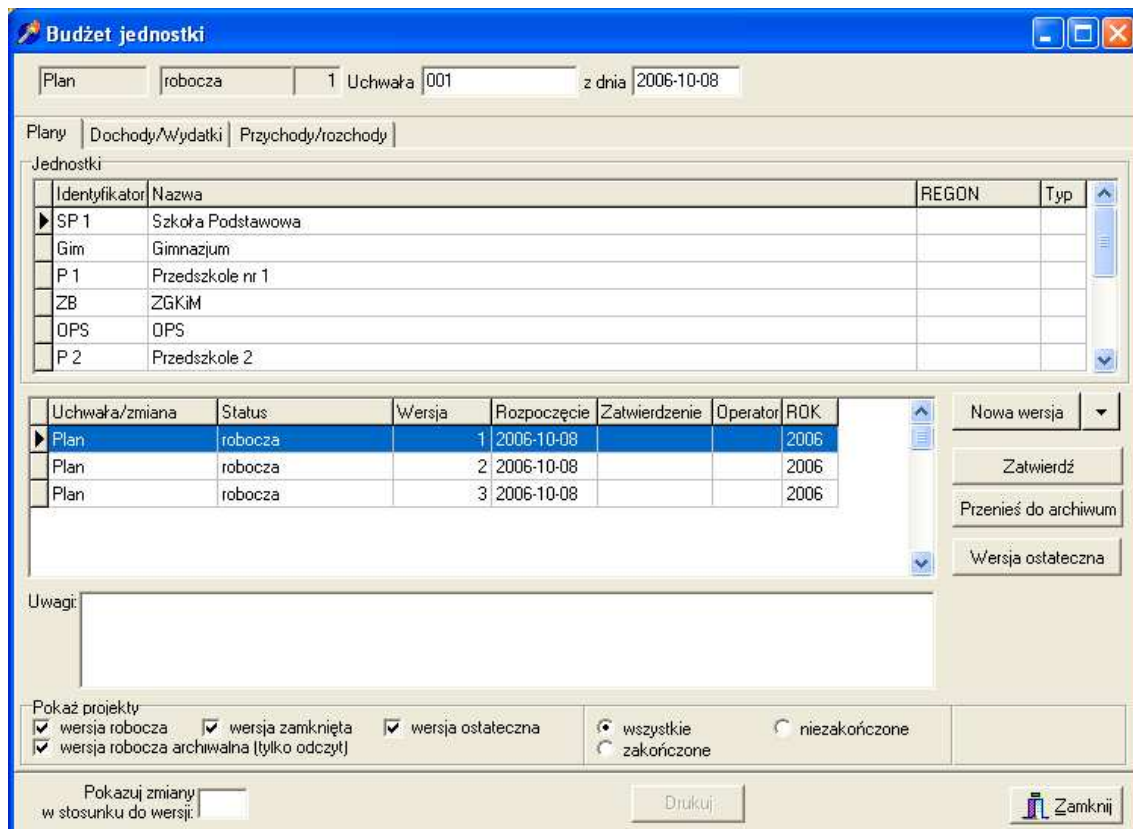 Budżet jednostki
Plan robocza 1 Uchwała 001 z dnia 2006-10-08
Plany Dochody/Wydatki Przychody/rozchody
Jednostki
Identyfikator Nazwa REGON Typ
SP 1 Szkoła Podstawowa
Gim Gimnazjum
P 1 Przedszkole nr 1
ZB ZGKiM
OPS OPS
P 2 Przedszkole 2
Uchwała/zmiana Status Wersja Rozpoczęcie Zatwierdzenie Operator ROK Nowa wersja
Plan robocza 1 2006-10-08 2006
Plan robocza 2 2006-10-08 2006 Zatwierdź
Plan robocza 3 2006-10-08 2006
Przenieś do archiwum
Wersja ostateczna
Uwagi:
Pokaż projekty
wersja robocza wersja zamknięta wersja ostateczna wszystkie niezakończone
wersja robocza archiwalna (tylko odczyt) zakończone
Pokazuj zmiany
w stosunku do wersji: Drukuj Zamknij